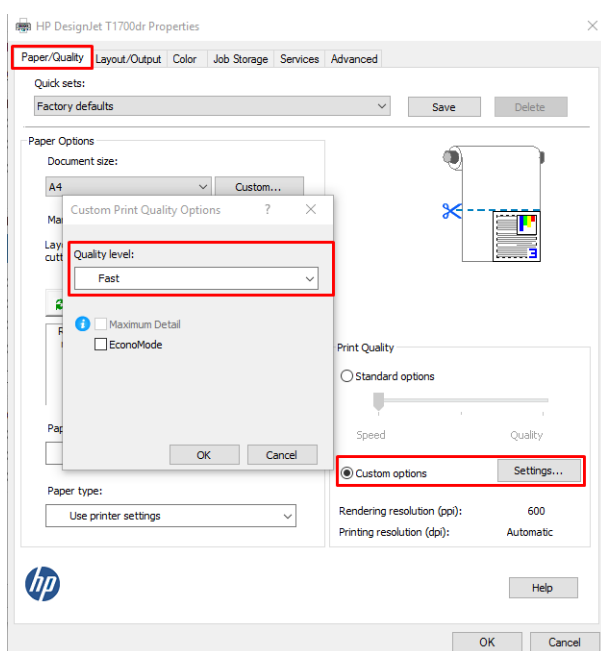 HP DesignJet T1700dr Properties
Paper/Quality Layout/Output Color Job Storage Services Advanced
Quick sets:
Factory defaults
Save
Delete
Paper Options
Document size:
A4
Custom...
Custom Print Quality Options ?
Quality level:
Fast
Maximum Detail
EconoMode
OK
Cancel
Paper type:
Use printer settings
3
Print Quality
Standard options
Speed
Quality
Custom options
Settings...
Rendering resolution (ppi): 600
Printing resolution (dpi): Automatic
hp
Help
OK
Cancel